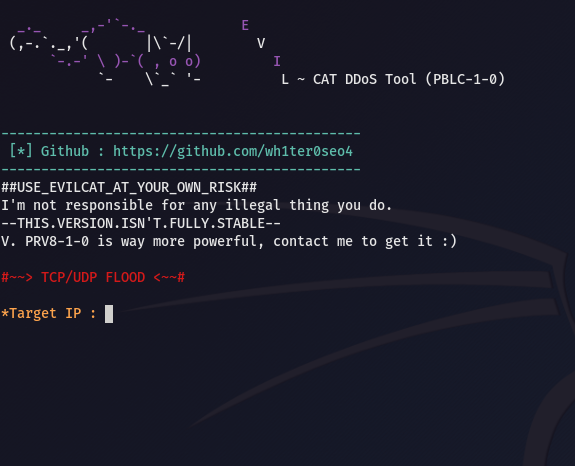 E
V
I
L ~ CAT DDoS Tool (PBLC-1-0)
--------------------------------------------
[*] Github : https://github.com/wh1ter0seo4
--------------------------------------------
##USE_EVILCAT_AT_YOUR_OWN_RISK##
I'm not responsible for any illegal thing you do.
--THIS.VERSION.ISN'T.FULLY.STABLE--
V. PRV8-1-0 is way more powerful, contact me to get it :)
#~~> TCP/UDP FLOOD <~~#
*Target IP :